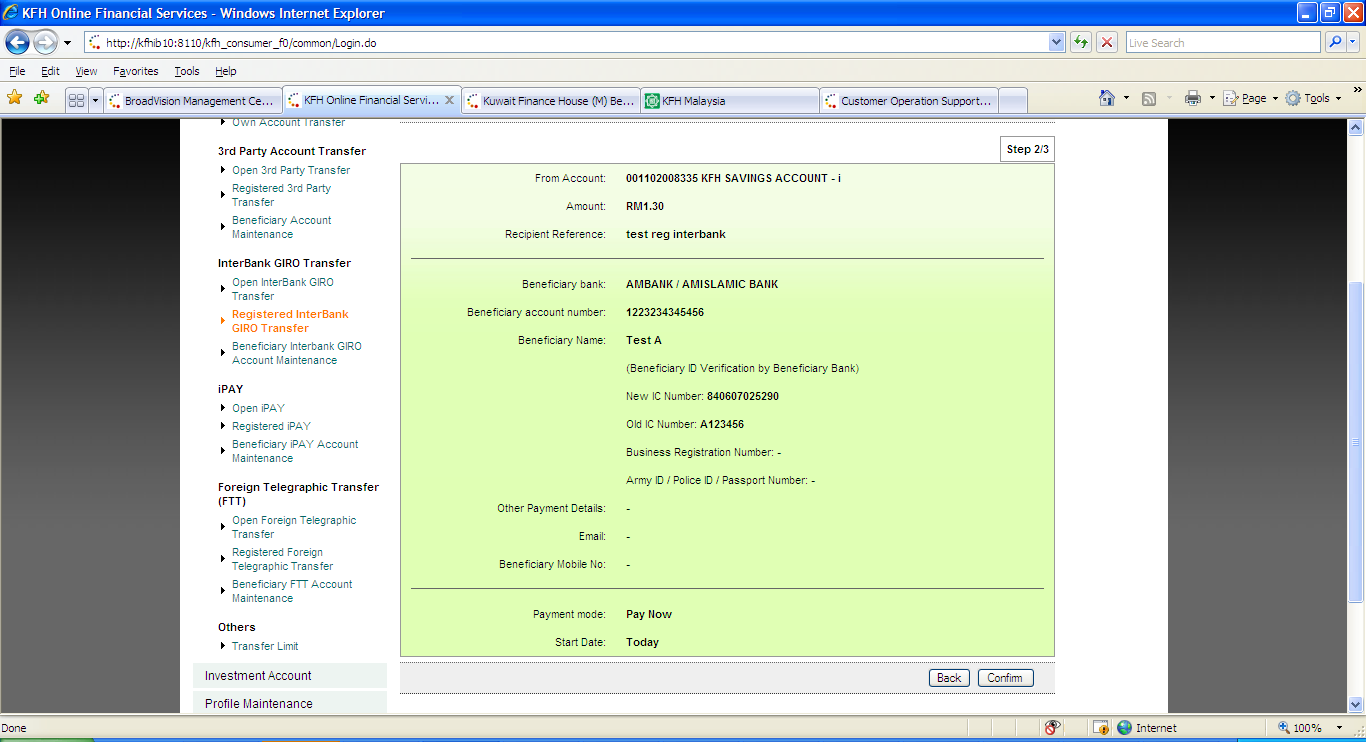 KFH Online Financial Services - Windows Internet Explorer
http://kfhib10:8110/kfh_consumer_f0/common/Login.do
Live Search
File Edit View Favorites Tools Help
BroadVision Management Ce...
KFH Online Financial Servi...
Kuwait Finance House (M) Be...
KFH Malaysia
Customer Operation Support...
Page
Tools
Own Account Transfer
3rd Party Account Transfer
Open 3rd Party Transfer
Registered 3rd Party
Transfer
Beneficiary Account
Maintenance
InterBank GIRO Transfer
Open InterBank GIRO
Transfer
Registered InterBank
GIRO Transfer
Beneficiary Interbank GIRO
Account Maintenance
iPAY
Open iPAY
Registered iPAY
Beneficiary iPAY Account
Maintenance
Foreign Telegraphic Transfer
(FTT)
Open Foreign Telegraphic
Transfer
Registered Foreign
Telegraphic Transfer
Beneficiary FTT Account
Maintenance
Others
Transfer Limit
Investment Account
Profile Maintenance
Step 2/3
From Account: 001102008335 KFH SAVINGS ACCOUNT - i
Amount: RM1.30
Recipient Reference: test reg interbank
Beneficiary bank: AMBANK / AMISLAMIC BANK
Beneficiary account number: 1223234345456
Beneficiary Name: Test A
(Beneficiary ID Verification by Beneficiary Bank)
New IC Number: 840607025290
Old IC Number: A123456
Business Registration Number: -
Army ID / Police ID / Passport Number: -
Other Payment Details: -
Email: -
Beneficiary Mobile No: -
Payment mode: Pay Now
Start Date: Today
Back Confirm
Done
Internet
100%